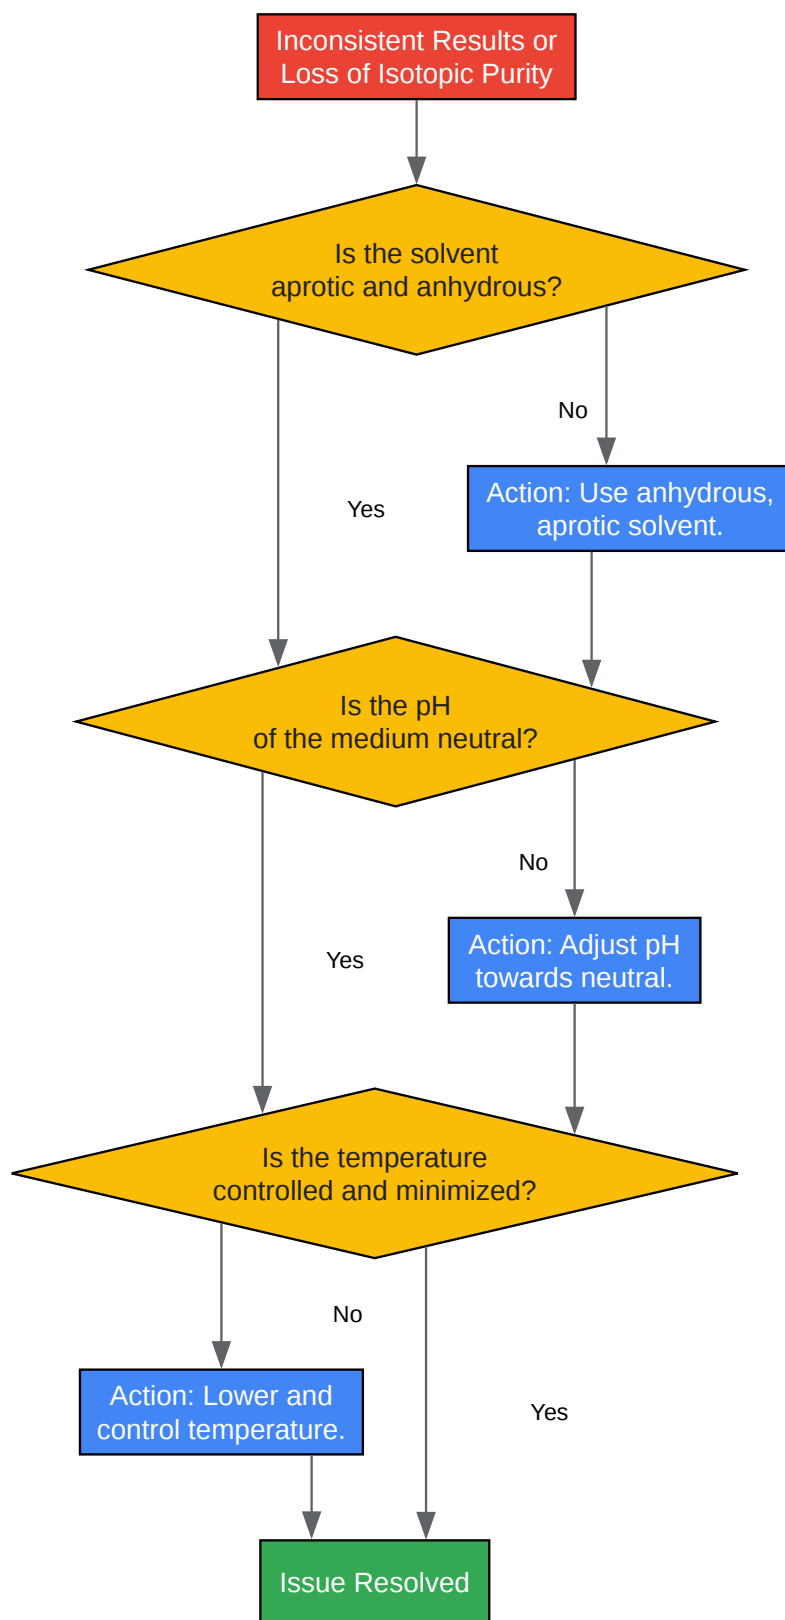 Inconsistent Results or
Loss of Isotopic Purity
Is the solvent
aprotic and anhydrous?
No
Yes
Action: Use anhydrous,
aprotic solvent.
Is the pH
of the medium neutral?
No
Yes
Action: Adjust pH
towards neutral.
Is the temperature
controlled and minimized?
No
Yes
Action: Lower and
control temperature.
Issue Resolved